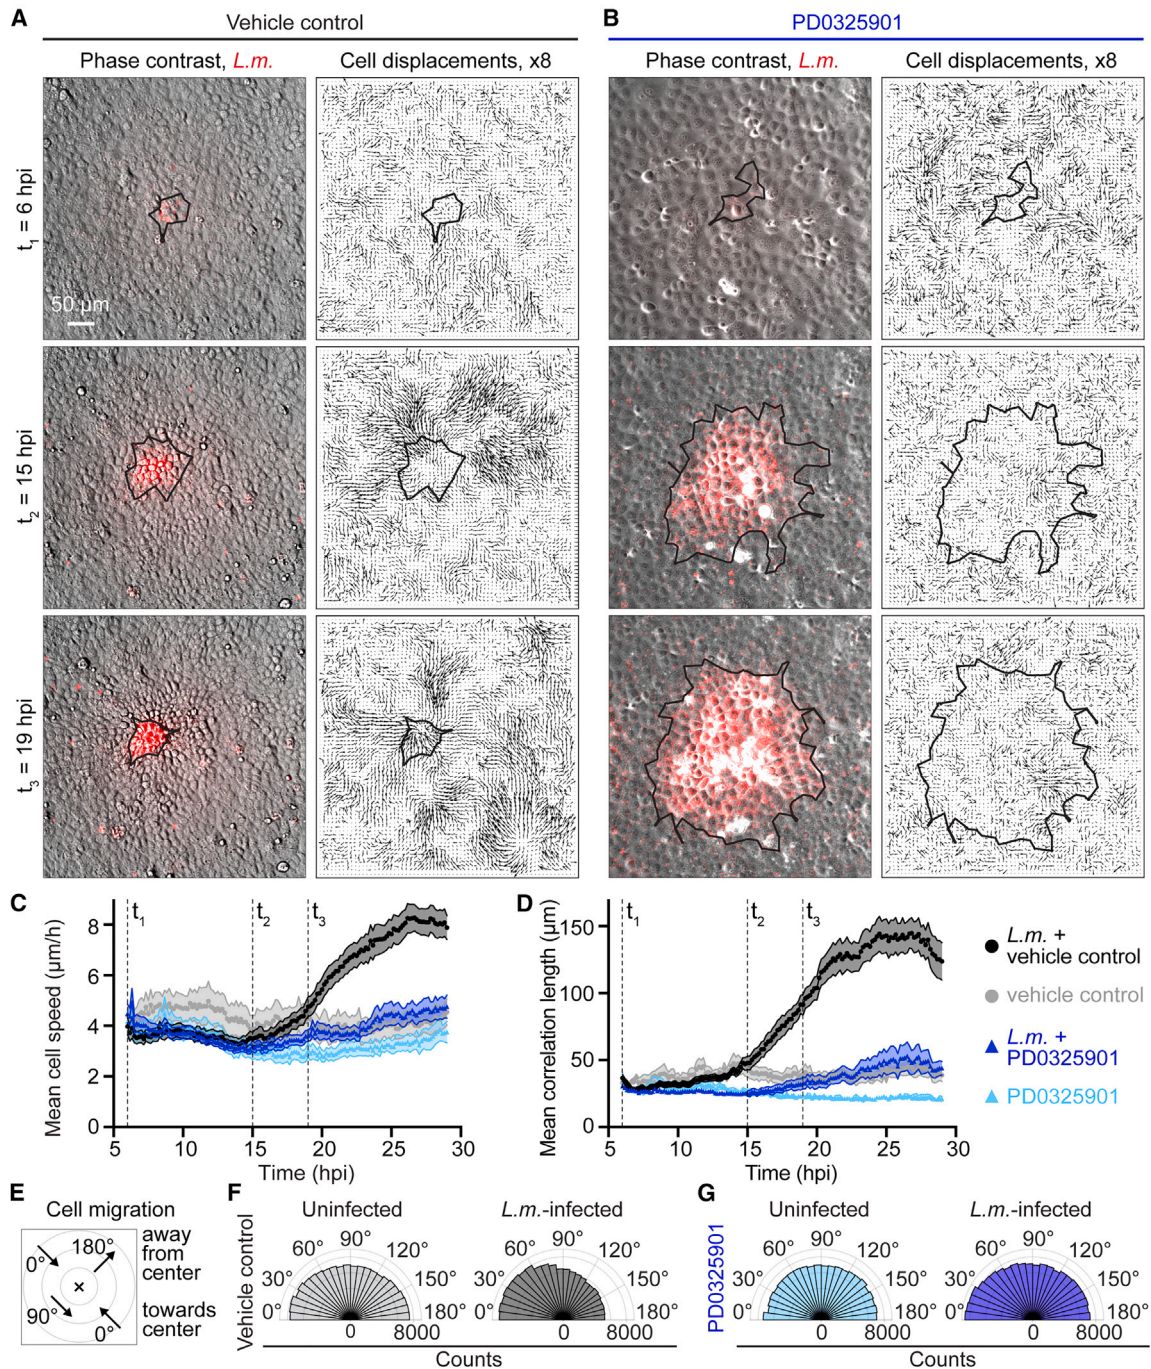 A
Vehicle control
B
PD0325901
Phase contrast, L.m.
Cell displacements, x8
Phase contrast, L.m.
Cell displacements, x8
t1 = 6 hpi
50 µm
t2 = 15 hpi
t3 = 19 hpi
C
Mean cell speed (µm/h)
8
6
4
2
0
t1
t2
t3
5
10
15
20
25
30
Time (hpi)
D
Mean correlation length (µm)
150
100
50
0
t1
t2
t3
5
10
15
20
25
30
Time (hpi)
L.m. +
vehicle control
vehicle control
L.m. +
PD0325901
PD0325901
E
Cell migration
0°
180°
90°
0°
away
from
center
towards
center
F
Vehicle control
Uninfected
0°
30°
60°
90°
120°
150°
180°
0
8000
L.m.-infected
0°
30°
60°
90°
120°
150°
180°
0
8000
Counts
G
PD0325901
Uninfected
0°
30°
60°
90°
120°
150°
180°
0
8000
L.m.-infected
0°
30°
60°
90°
120°
150°
180°
0
8000
Counts